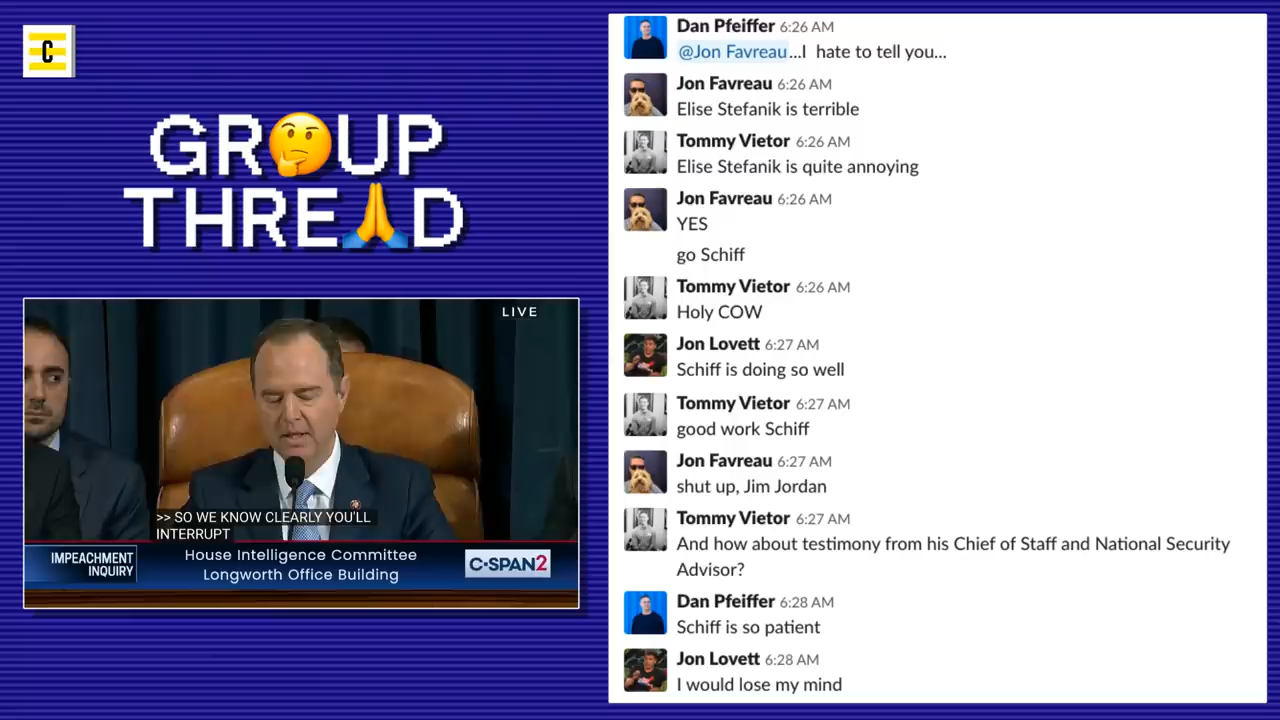 C
GR🤔UP
THRE🙏D
LIVE
>> SO WE KNOW CLEARLY YOU'LL
INTERRUPT
IMPEACHMENT
INQUIRY
House Intelligence Committee
Longworth Office Building
C-SPAN2
Dan Pfeiffer 6:26 AM
@Jon Favreau...I hate to tell you...
Jon Favreau 6:26 AM
Elise Stefanik is terrible
Tommy Vietor 6:26 AM
Elise Stefanik is quite annoying
Jon Favreau 6:26 AM
YES
go Schiff
Tommy Vietor 6:26 AM
Holy COW
Jon Lovett 6:27 AM
Schiff is doing so well
Tommy Vietor 6:27 AM
good work Schiff
Jon Favreau 6:27 AM
shut up, Jim Jordan
Tommy Vietor 6:27 AM
And how about testimony from his Chief of Staff and National Security
Advisor?
Dan Pfeiffer 6:28 AM
Schiff is so patient
Jon Lovett 6:28 AM
I would lose my mind